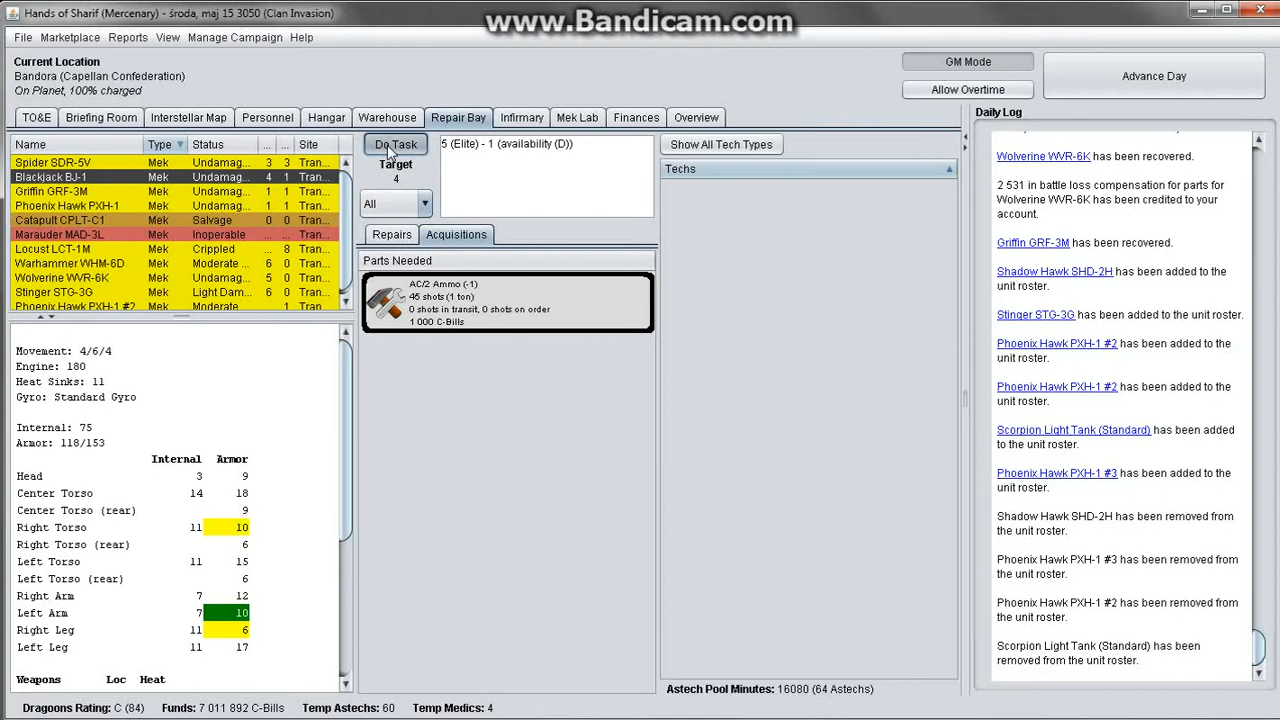 Hands of Sharif (Mercenary) - środa, maj 15 3050 (Clan Invasion)
www.Bandicam.com
File Marketplace Reports View Manage Campaign Help
Current Location
Bandora (Capellan Confederation)
On Planet, 100% charged
GM Mode
Allow Overtime
Advance Day
TO&E Briefing Room Interstellar Map Personnel Hangar Warehouse Repair Bay Infirmary Mek Lab Finances Overview
Name Type Status ... ... Site
Spider SDR-5V Mek Undamag... 3 3 Tran...
Blackjack BJ-1 Mek Undamag... 4 1 Tran...
Griffin GRF-3M Mek Undamag... 1 1 Tran...
Phoenix Hawk PXH-1 Mek Undamag... 1 1 Tran...
Catapult CPLT-C1 Mek Salvage 0 0 Tran...
Marauder MAD-3L Mek Inoperable ... ... Tran...
Locust LCT-1M Mek Crippled ... 8 Tran...
Warhammer WHM-6D Mek Moderate ... 6 0 Tran...
Wolverine WVR-6K Mek Undamag... 5 0 Tran...
Stinger STG-3G Mek Light Dam... 6 0 Tran...
Phoenix Hawk PXH-1 #2 Mek Moderate 1 Tran...
Do Task
Target
4
All
5 (Elite) - 1 (availability (D))
Repairs Acquisitions
Parts Needed
AC/2 Ammo (-1)
45 shots (1 ton)
0 shots in transit, 0 shots on order
1 000 C-Bills
Show All Tech Types
Techs
Astech Pool Minutes: 16080 (64 Astechs)
Movement: 4/6/4
Engine: 180
Heat Sinks: 11
Gyro: Standard Gyro
Internal: 75
Armor: 118/153
Internal Armor
Head 3 9
Center Torso 14 18
Center Torso (rear) 9
Right Torso 11 10
Right Torso (rear) 6
Left Torso 11 15
Left Torso (rear) 6
Right Arm 7 12
Left Arm 7 10
Right Leg 11 6
Left Leg 11 17
Weapons Loc Heat
Daily Log
Wolverine WVR-6K has been recovered.
2 531 in battle loss compensation for parts for
Wolverine WVR-6K has been credited to your
account.
Griffin GRF-3M has been recovered.
Shadow Hawk SHD-2H has been added to the
unit roster.
Stinger STG-3G has been added to the unit roster.
Phoenix Hawk PXH-1 #2 has been added to the
unit roster.
Phoenix Hawk PXH-1 #2 has been added to the
unit roster.
Scorpion Light Tank (Standard) has been added
to the unit roster.
Phoenix Hawk PXH-1 #3 has been added to the
unit roster.
Shadow Hawk SHD-2H has been removed from
the unit roster.
Phoenix Hawk PXH-1 #3 has been removed from
the unit roster.
Phoenix Hawk PXH-1 #2 has been removed from
the unit roster.
Scorpion Light Tank (Standard) has been
removed from the unit roster.
Dragoons Rating: C (84) Funds: 7 011 892 C-Bills Temp Astechs: 60 Temp Medics: 4